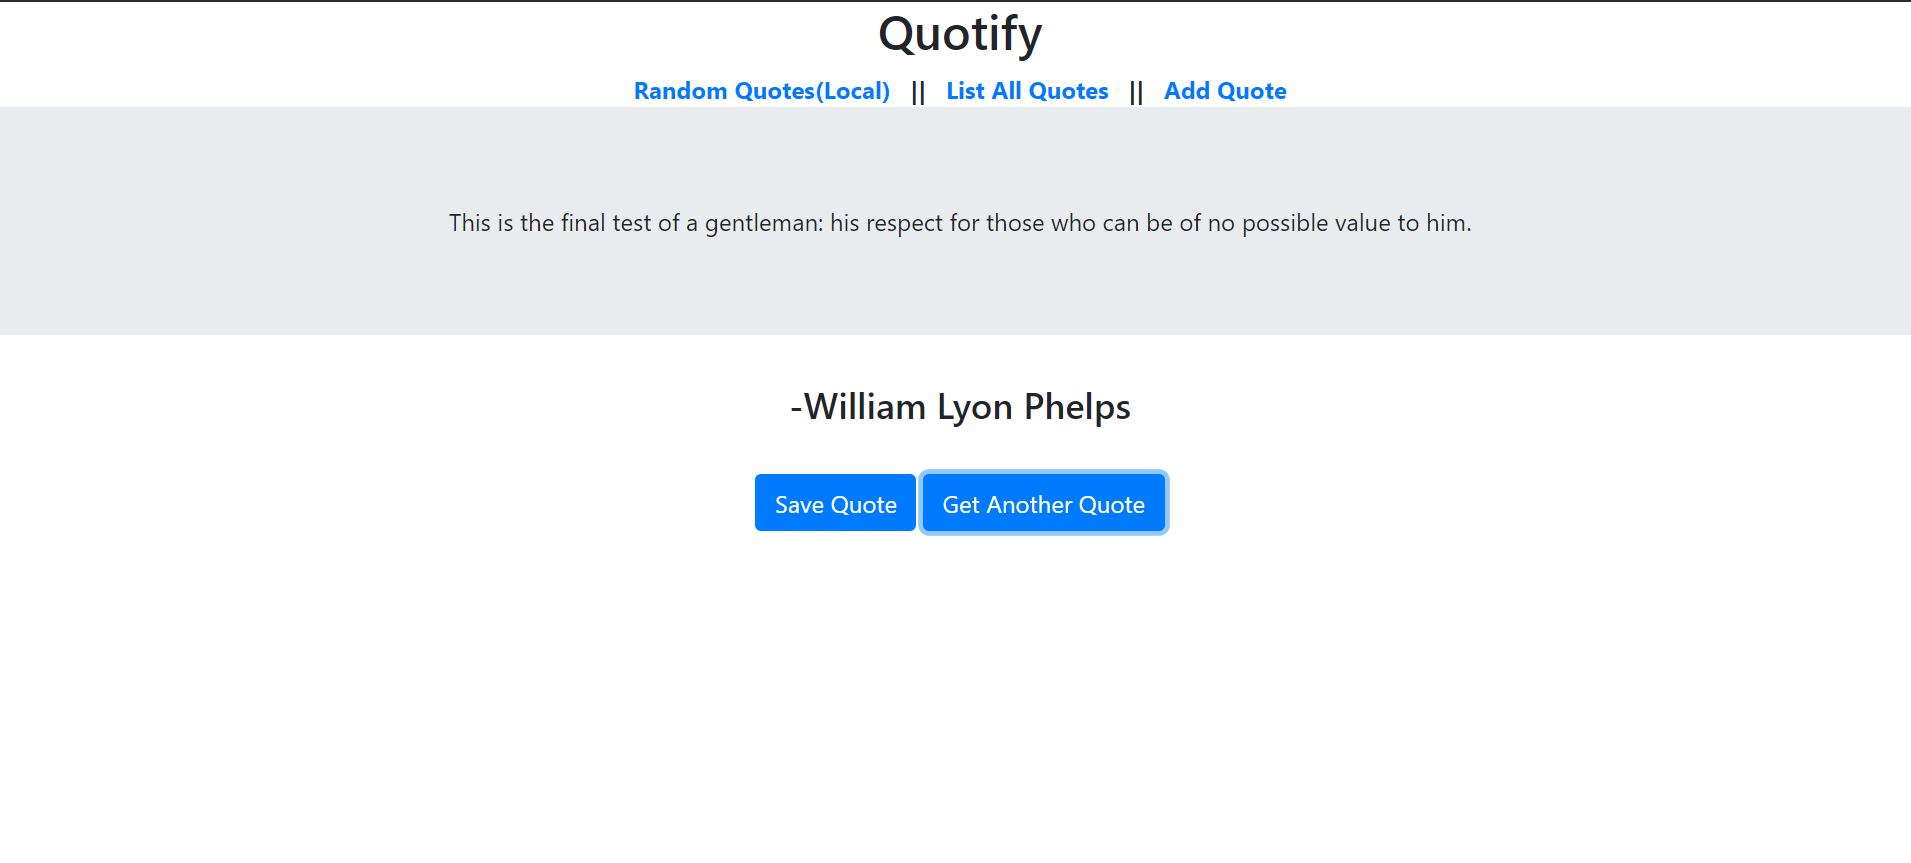 Quotify
Random Quotes(Local) || List All Quotes || Add Quote
This is the final test of a gentleman: his respect for those who can be of no possible value to him.
-William Lyon Phelps
Save Quote Get Another Quote